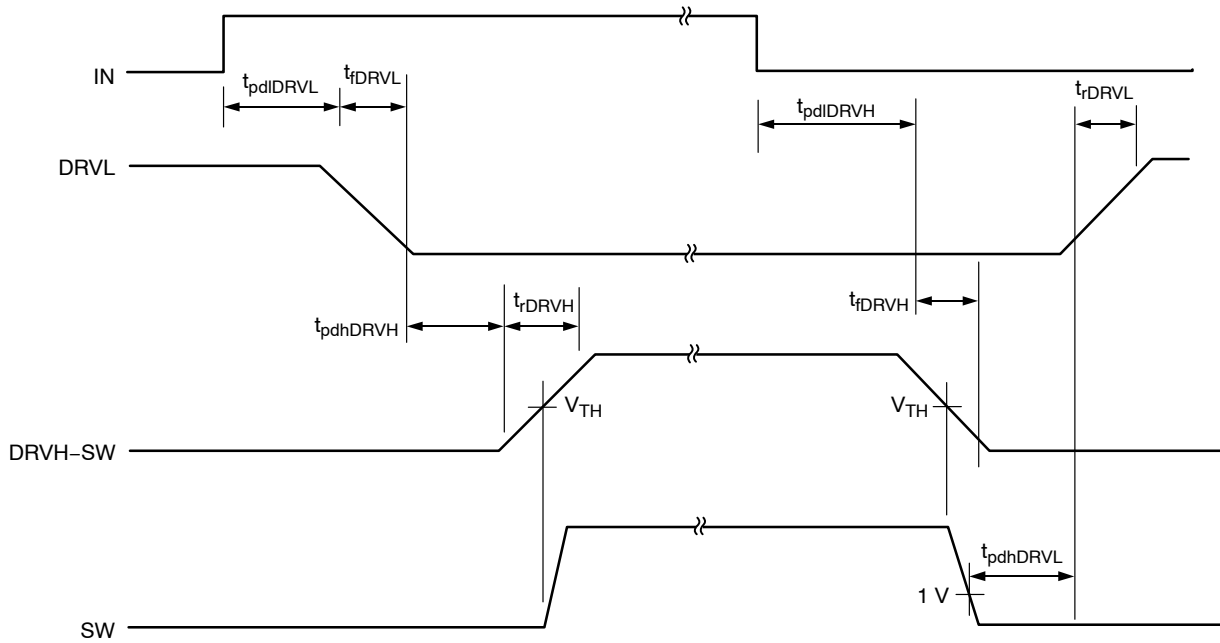 IN
tpdlDRVL
tfDRVL
tpdlDRVH
trDRVL
DRVL
tpdhDRVH
trDRVH
tfDRVH
VTH
VTH
DRVH–SW
tpdhDRVL
1 V
SW